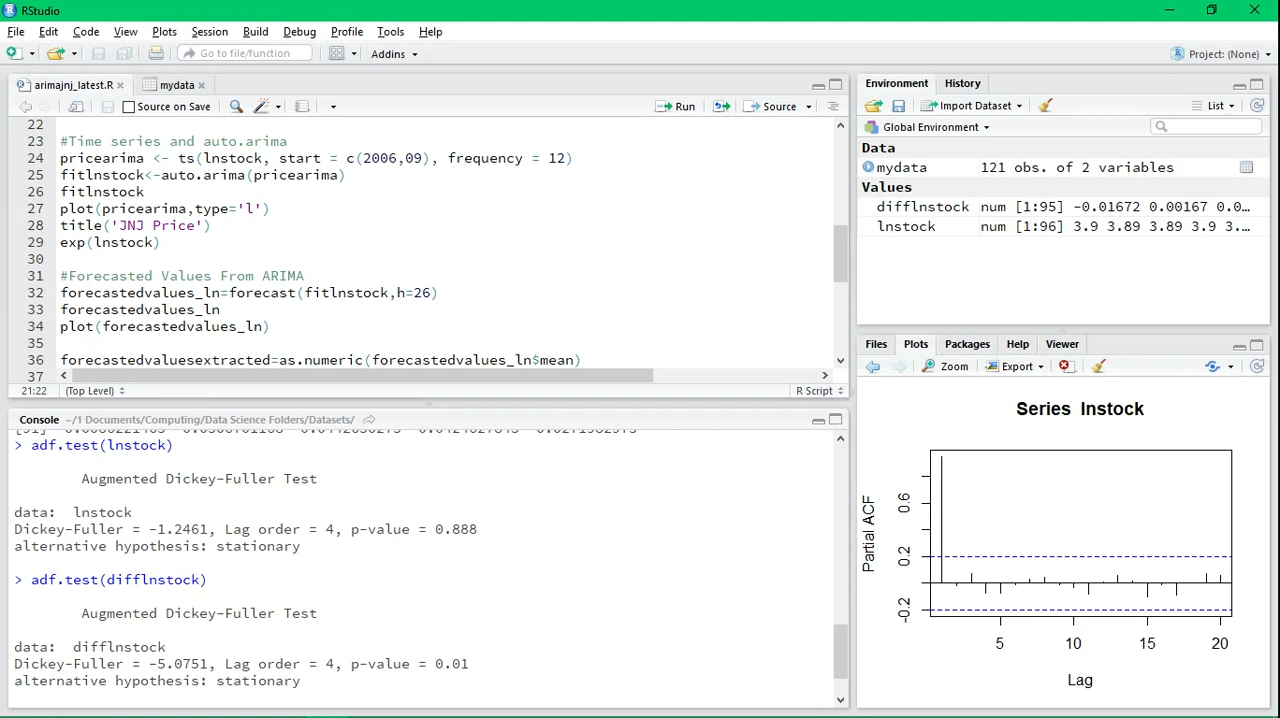 RStudio
File Edit Code View Plots Session Build Debug Profile Tools Help
Go to file/function Addins Project: (None)
arimajnj_latest.R mydata
Source on Save Run Source
22
23 #Time series and auto.arima
24 pricearima <- ts(lnstock, start = c(2006,09), frequency = 12)
25 fitlnstock<-auto.arima(pricearima)
26 fitlnstock
27 plot(pricearima,type='l')
28 title('JNJ Price')
29 exp(lnstock)
30
31 #Forecasted Values From ARIMA
32 forecastedvalues_ln=forecast(fitlnstock,h=26)
33 forecastedvalues_ln
34 plot(forecastedvalues_ln)
35
36 forecastedvaluesextracted=as.numeric(forecastedvalues_ln$mean)
37
21:22 (Top Level) R Script
Console ~/1 Documents/Computing/Data Science Folders/Datasets/
> adf.test(lnstock)
Augmented Dickey-Fuller Test
data: lnstock
Dickey-Fuller = -1.2461, Lag order = 4, p-value = 0.888
alternative hypothesis: stationary
> adf.test(difflnstock)
Augmented Dickey-Fuller Test
data: difflnstock
Dickey-Fuller = -5.0751, Lag order = 4, p-value = 0.01
alternative hypothesis: stationary
Environment History
Import Dataset List
Global Environment
Data
mydata 121 obs. of 2 variables
Values
difflnstock num [1:95] -0.01672 0.00167 0.0…
lnstock num [1:96] 3.9 3.89 3.89 3.9 3.…
Files Plots Packages Help Viewer
Zoom Export
Series lnstock
Partial ACF
0.6
0.2
-0.2
5 10 15 20
Lag